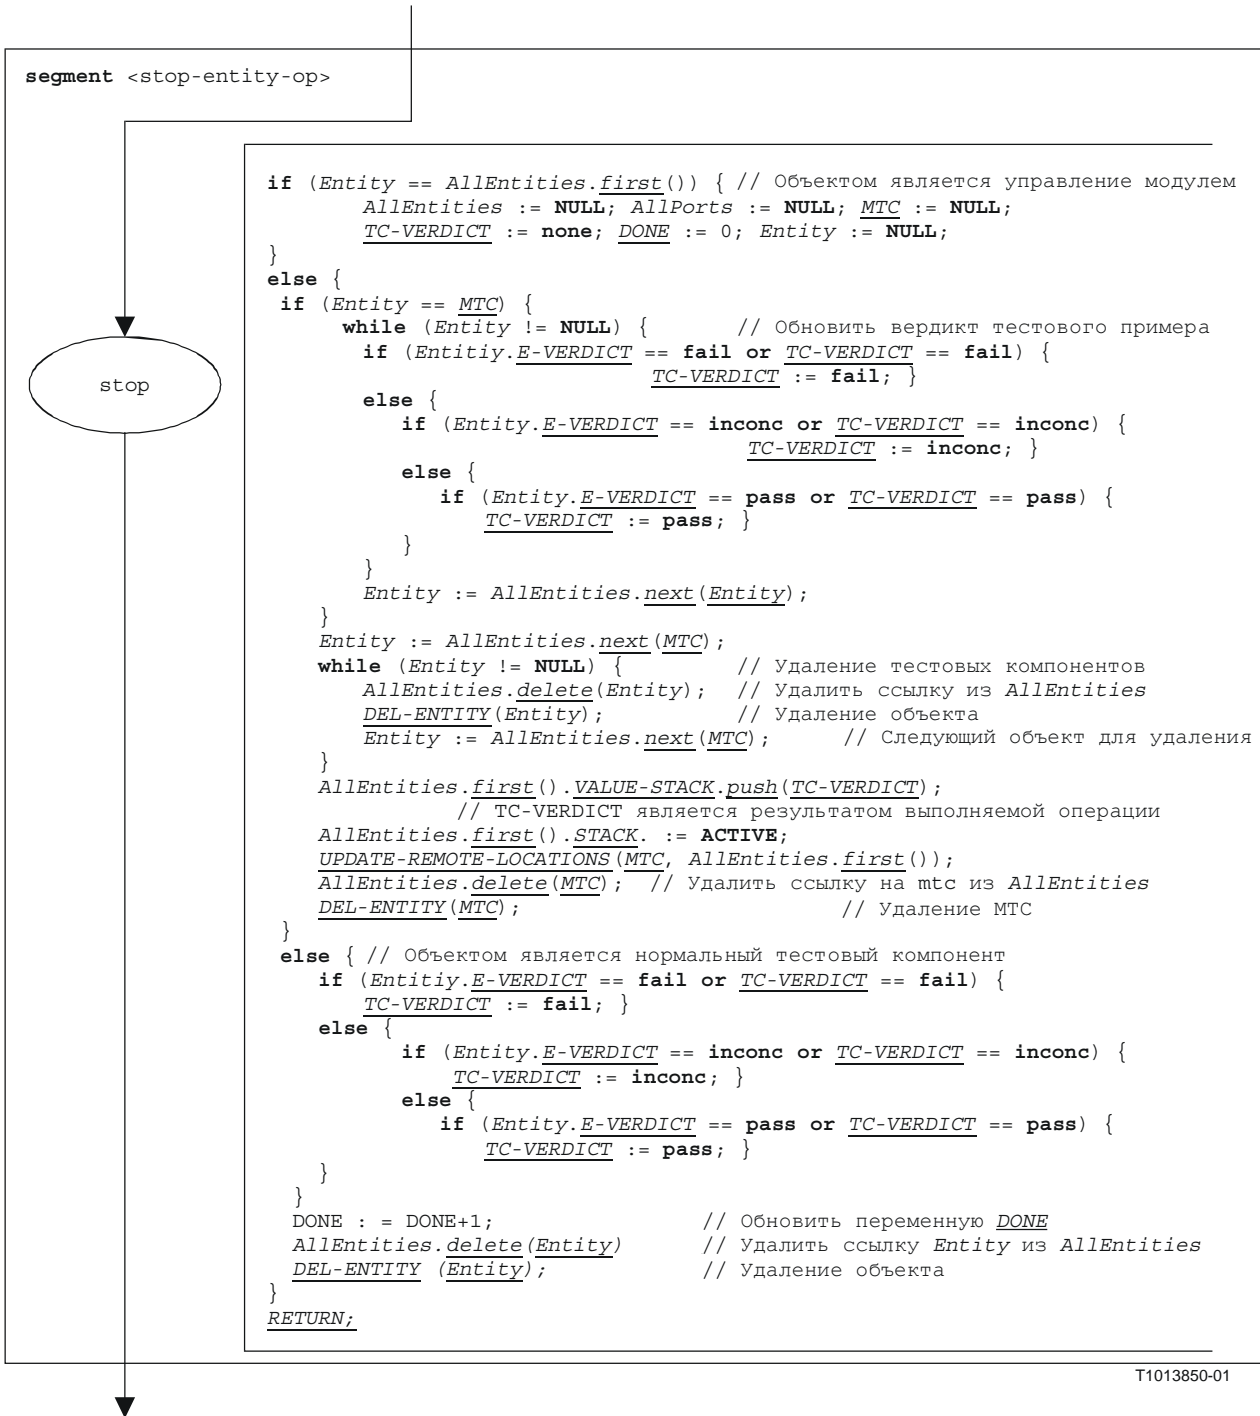 segment <stop-entity-op>
if (Entity == AllEntities.first()) { // Объектом является управление модулем
AllEntities := NULL; AllPorts := NULL; MTC := NULL;
TC-VERDICT := none; DONE := 0; Entity := NULL;
}
else {
if (Entity == MTC) {
while (Entity != NULL) { // Обновить вердикт тестового примера
if (Entitiy.E-VERDICT == fail or TC-VERDICT == fail) {
TC-VERDICT := fail; }
stop
else {
if (Entity.E-VERDICT == inconc or TC-VERDICT == inconc) {
TC-VERDICT := inconc; }
else {
if (Entity.E-VERDICT == pass or TC-VERDICT == pass) {
TC-VERDICT := pass; }
}
}
Entity := AllEntities.next(Entity);
}
Entity := AllEntities.next(MTC);
while (Entity != NULL) { // Удаление тестовых компонентов
AllEntities.delete(Entity); // Удалить ссылку из AllEntities
DEL-ENTITY(Entity); // Удаление объекта
Entity := AllEntities.next(MTC); // Следующий объект для удаления
}
AllEntities.first().VALUE-STACK.push(TC-VERDICT);
// TC-VERDICT является результатом выполняемой операции
AllEntities.first().STACK. := ACTIVE;
UPDATE-REMOTE-LOCATIONS(MTC, AllEntities.first());
AllEntities.delete(MTC); // Удалить ссылку на mtc из AllEntities
DEL-ENTITY(MTC); // Удаление MTC
}
else { // Объектом является нормальный тестовый компонент
if (Entitiy.E-VERDICT == fail or TC-VERDICT == fail) {
TC-VERDICT := fail; }
else {
if (Entity.E-VERDICT == inconc or TC-VERDICT == inconc) {
TC-VERDICT := inconc; }
else {
if (Entity.E-VERDICT == pass or TC-VERDICT == pass) {
TC-VERDICT := pass; }
}
}
DONE : = DONE+1; // Обновить переменную DONE
AllEntities.delete(Entity) // Удалить ссылку Entity из AllEntities
DEL-ENTITY (Entity); // Удаление объекта
}
RETURN;
T1013850-01